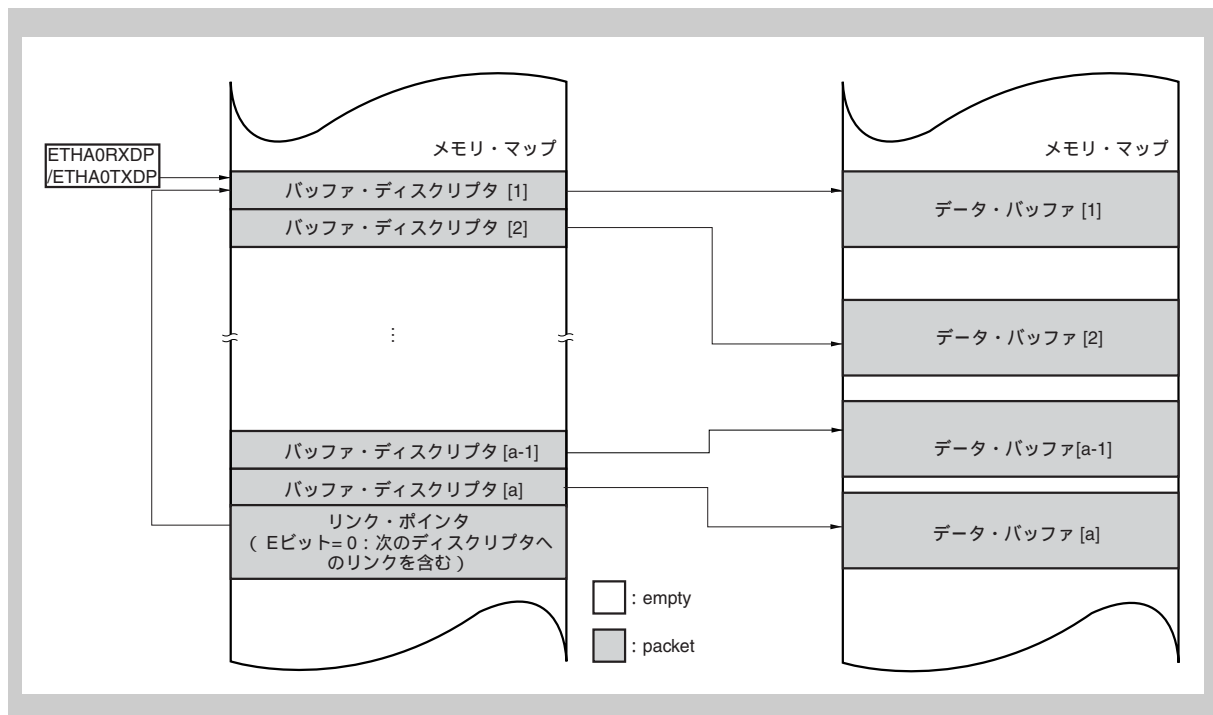 メモリ・マップ
メモリ・マップ
ETHA0RXDP
/ETHA0TXDP
バッファ・ディスクリプタ [1]
バッファ・ディスクリプタ [2]
⋮
バッファ・ディスクリプタ [a-1]
バッファ・ディスクリプタ [a]
リンク・ポインタ
( Eビット= 0 : 次のディスクリプタへ
のリンクを含む )
データ・バッファ [1]
データ・バッファ [2]
データ・バッファ[a-1]
データ・バッファ [a]
: empty
: packet